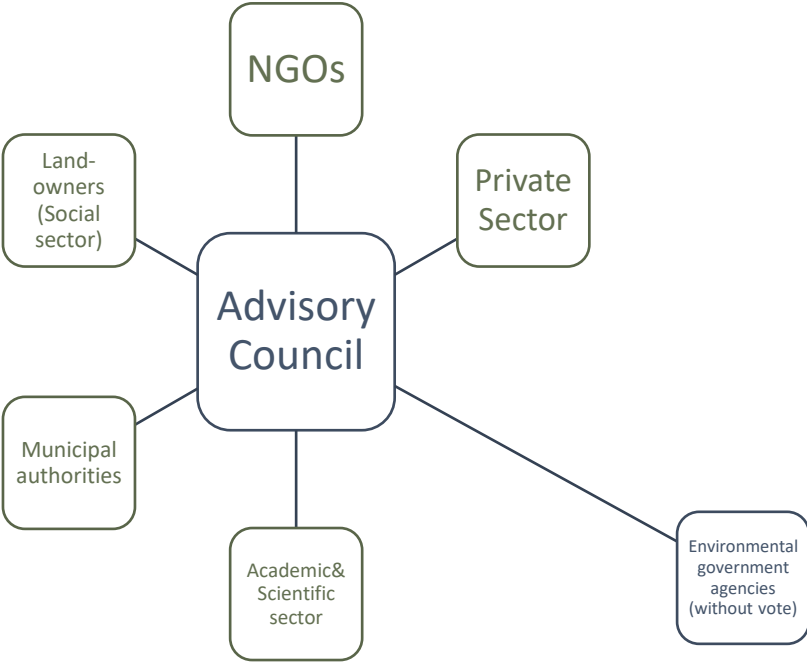 NGOs
Land-
owners
(Social
sector)
Private
Sector
Advisory
Council
Municipal
authorities
Academic&
Scientific
sector
Environmental
government
agencies
(without vote)